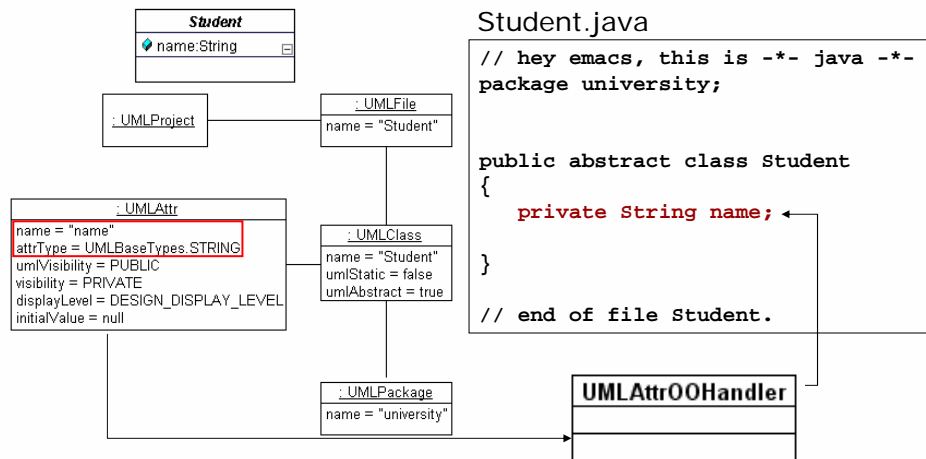 Student
name:String
: UMLProject
: UMLFile
name = "Student"
: UMLAttr
name = "name"
attrType = UMLBaseTypes.STRING
umlVisibility = PUBLIC
visibility = PRIVATE
displayLevel = DESIGN_DISPLAY_LEVEL
initialValue = null
: UMLClass
name = "Student"
umlStatic = false
umlAbstract = true
: UMLPackage
name = "university"
Student.java
// hey emacs, this is -*- java -*-
package university;
public abstract class Student
{
private String name;
}
// end of file Student.
UMLAttrOOHandler